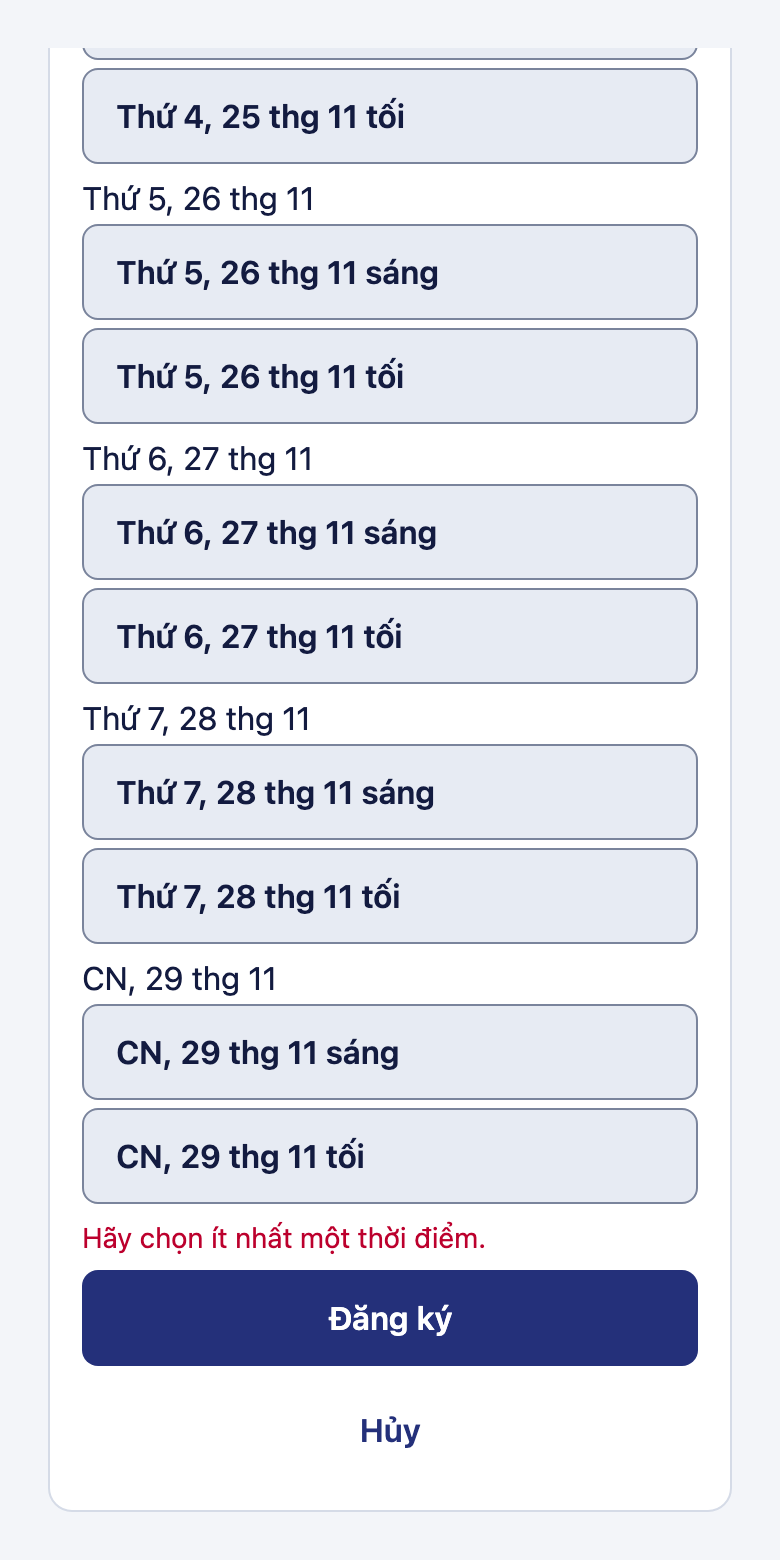 Thứ 4, 25 thg 11 tối
Thứ 5, 26 thg 11
Thứ 5, 26 thg 11 sáng
Thứ 5, 26 thg 11 tối
Thứ 6, 27 thg 11
Thứ 6, 27 thg 11 sáng
Thứ 6, 27 thg 11 tối
Thứ 7, 28 thg 11
Thứ 7, 28 thg 11 sáng
Thứ 7, 28 thg 11 tối
CN, 29 thg 11
CN, 29 thg 11 sáng
CN, 29 thg 11 tối
Hãy chọn ít nhất một thời điểm.
Đăng ký
Hủy